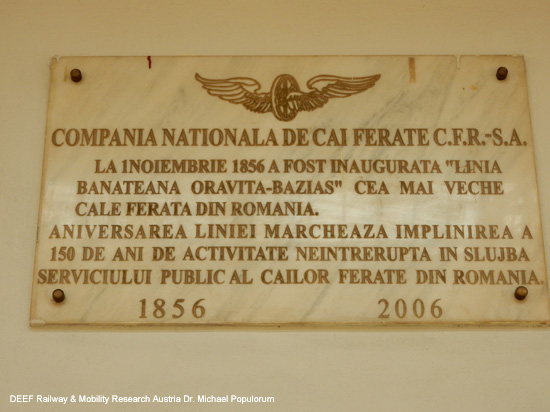 COMPANIA NATIONALA DE CAI FERATE C.F.R.-S.A.
LA 1NOIEMBRIE 1856 A FOST INAUGURATA "LINIA
BANATEANA ORAVITA-BAZIAS" CEA MAI VECHE
CALE FERATA DIN ROMANIA.
ANIVERSAREA LINIEI MARCHEAZA IMPLINIREA A
150 DE ANI DE ACTIVITATE NEINTRERUPTA IN SLUJBA
SERVICIULUI PUBLIC AL CAILOR FERATE DIN ROMANIA.
1856 2006
DEEF Railway & Mobility Research Austria Dr. Michael Populorum